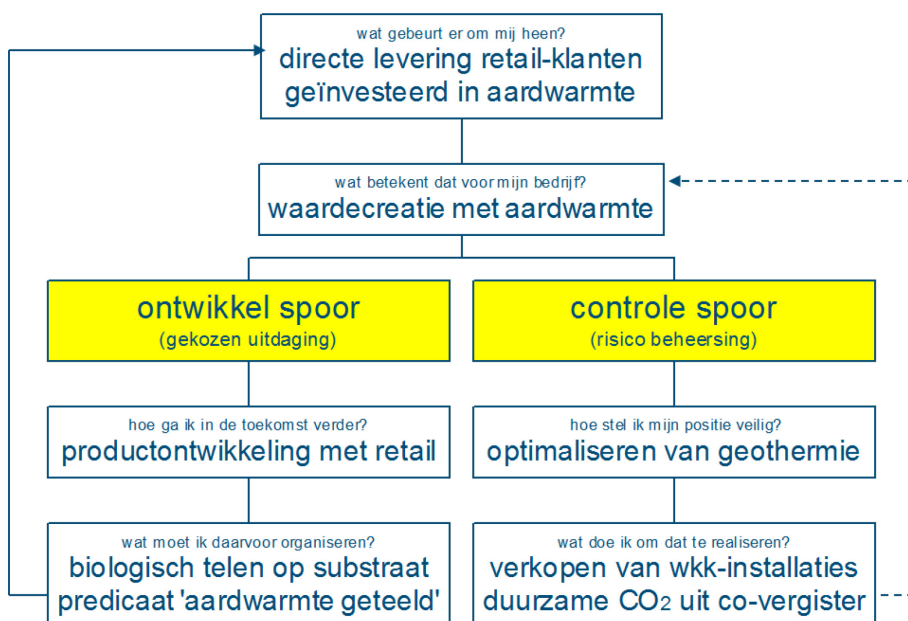 wat gebeurt er om mij heen?
directe levering retail-klanten
geïnvesteerd in aardwarmte
wat betekent dat voor mijn bedrijf?
waardecreatie met aardwarmte
ontwikkel spoor
(gekozen uitdaging)
controle spoor
(risico beheersing)
hoe ga ik in de toekomst verder?
productontwikkeling met retail
hoe stel ik mijn positie veilig?
optimaliseren van geothermie
wat moet ik daarvoor organiseren?
biologisch telen op substraat
predicaat 'aardwarmte geteeld'
wat doe ik om dat te realiseren?
verkopen van wkk-installaties
duurzame CO2 uit co-vergister